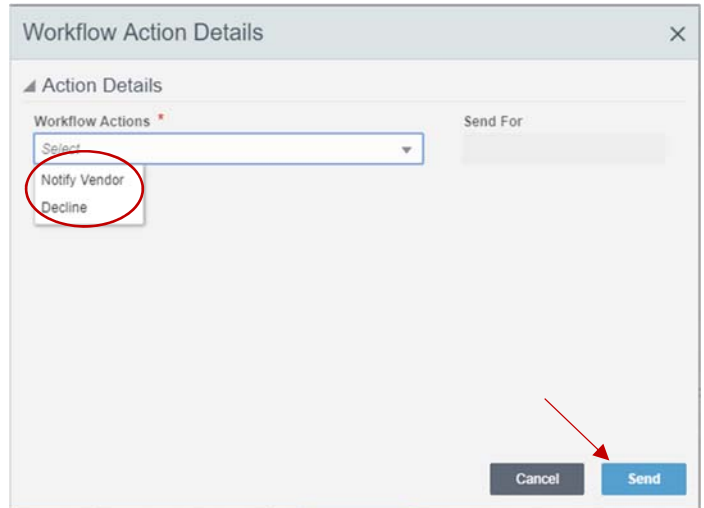 Workflow Action Details
Action Details
Workflow Actions * Send For
Select
Notify Vendor
Decline
Cancel Send